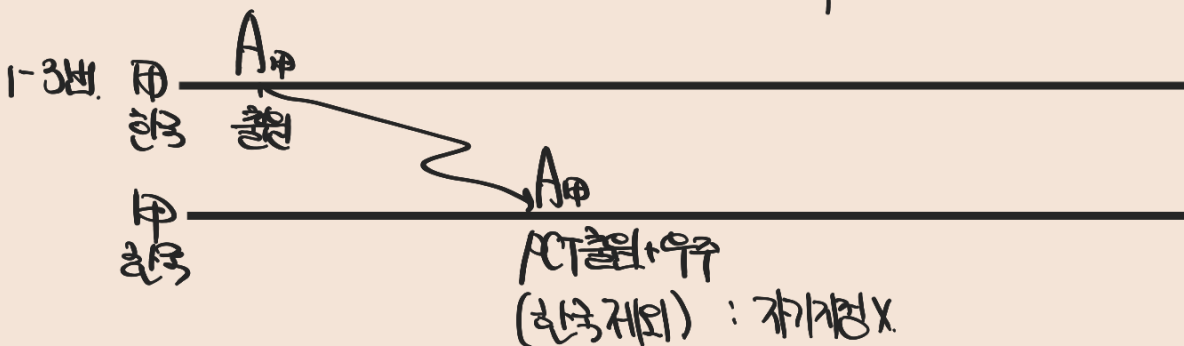 A甲
1-3번. 甲
한국 출원
A甲
甲
한국
PCT출원+우주
(한국 제외) : 자기지정X.